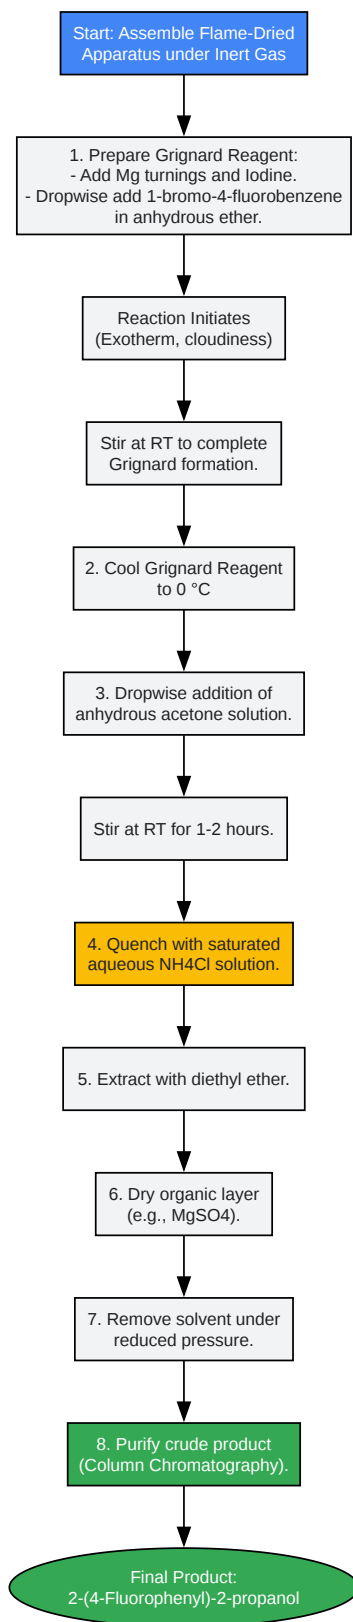 Start: Assemble Flame-Dried
Apparatus under Inert Gas
1. Prepare Grignard Reagent:
- Add Mg turnings and Iodine.
- Dropwise add 1-bromo-4-fluorobenzene
in anhydrous ether.
Reaction Initiates
(Exotherm, cloudiness)
Stir at RT to complete
Grignard formation.
2. Cool Grignard Reagent
to 0 °C
3. Dropwise addition of
anhydrous acetone solution.
Stir at RT for 1-2 hours.
4. Quench with saturated
aqueous NH4Cl solution.
5. Extract with diethyl ether.
6. Dry organic layer
(e.g., MgSO4).
7. Remove solvent under
reduced pressure.
8. Purify crude product
(Column Chromatography).
Final Product:
2-(4-Fluorophenyl)-2-propanol